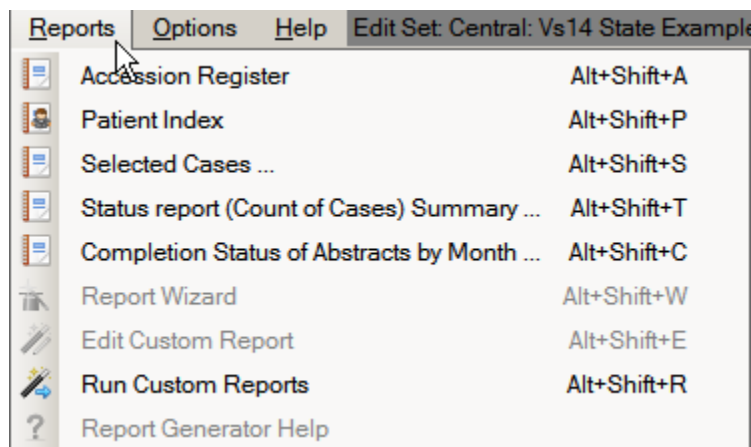 Reports Options Help Edit Set: Central: Vs14 State Example
Accession Register Alt+Shift+A
Patient Index Alt+Shift+P
Selected Cases ... Alt+Shift+S
Status report (Count of Cases) Summary ... Alt+Shift+T
Completion Status of Abstracts by Month ... Alt+Shift+C
Report Wizard Alt+Shift+W
Edit Custom Report Alt+Shift+E
Run Custom Reports Alt+Shift+R
Report Generator Help